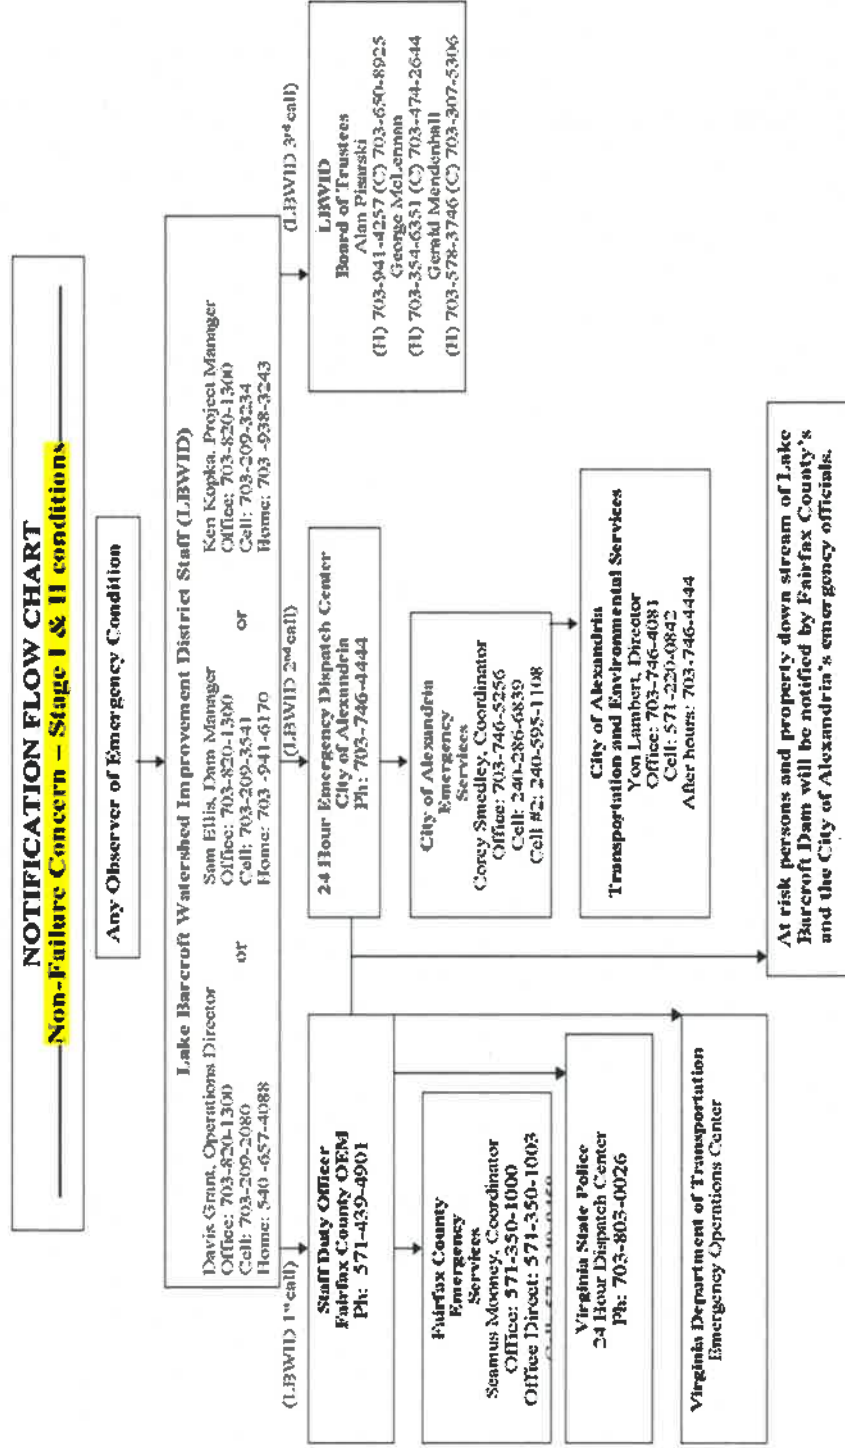 NOTIFICATION FLOW CHART
Non-Failure Concern – Stage I & II conditions
Any Observer of Emergency Condition
Lake Barcroft Watershed Improvement District Staff (LBWID)
Davis Grant, Operations Director
Office: 703-820-1300
Cell: 703-209-2080
Home: 540 -657-4088
or
Sam Ellis, Dam Manager
Office: 703-820-1300
Cell: 703-209-3541
Home: 703 -941-6170
or
Ken Kopka, Project Manager
Office: 703-820-1300
Cell: 703-209-3234
Home: 703 -938-3243
(LBWID 1st call)
(LBWID 2nd call)
(LBWID 3rd call)
Staff Duty Officer
Fairfax County OEM
Ph: 571-439-4901
24 Hour Emergency Dispatch Center
City of Alexandria
Ph: 703-746-4444
LBWID
Board of Trustees
Alan Pisarski
(H) 703-941-4257 (C) 703-650-8925
George McLennan
(H) 703-354-6351 (C) 703-474-2644
Gerald Mendenhall
(H) 703-578-3746 (C) 703-307-5306
Fairfax County
Emergency
Services
Seamus Mooney, Coordinator
Office: 571-350-1000
Office Direct: 571-350-1003
City of Alexandria
Emergency
Services
Corey Smedley, Coordinator
Office: 703-746-5256
Cell: 240-286-6839
Cell #2: 240-595-1108
Virginia State Police
24 Hour Dispatch Center
Ph: 703-803-0026
City of Alexandria
Transportation and Environmental Services
Yon Lambert, Director
Office: 703-746-4081
Cell: 571-220-0842
After hours: 703-746-4444
Virginia Department of Transportation
Emergency Operations Center
At risk persons and property down stream of Lake
Barcroft Dam will be notified by Fairfax County's
and the City of Alexandria's emergency officials.